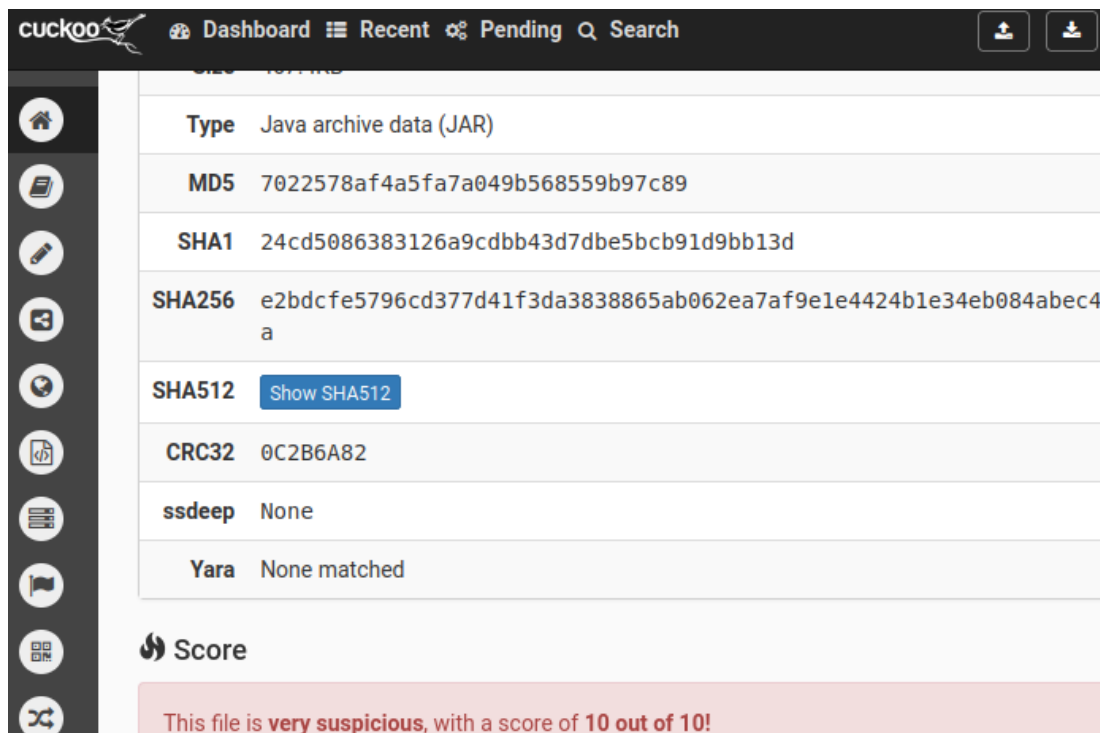 cuckoo Dashboard Recent Pending Search
Type Java archive data (JAR)
MD5 7022578af4a5fa7a049b568559b97c89
SHA1 24cd5086383126a9cdbb43d7dbe5bcb91d9bb13d
SHA256 e2bdcfe5796cd377d41f3da3838865ab062ea7af9e1e4424b1e34eb084abec4
a
SHA512 Show SHA512
CRC32 0C2B6A82
ssdeep None
Yara None matched
Score
This file is very suspicious, with a score of 10 out of 10!